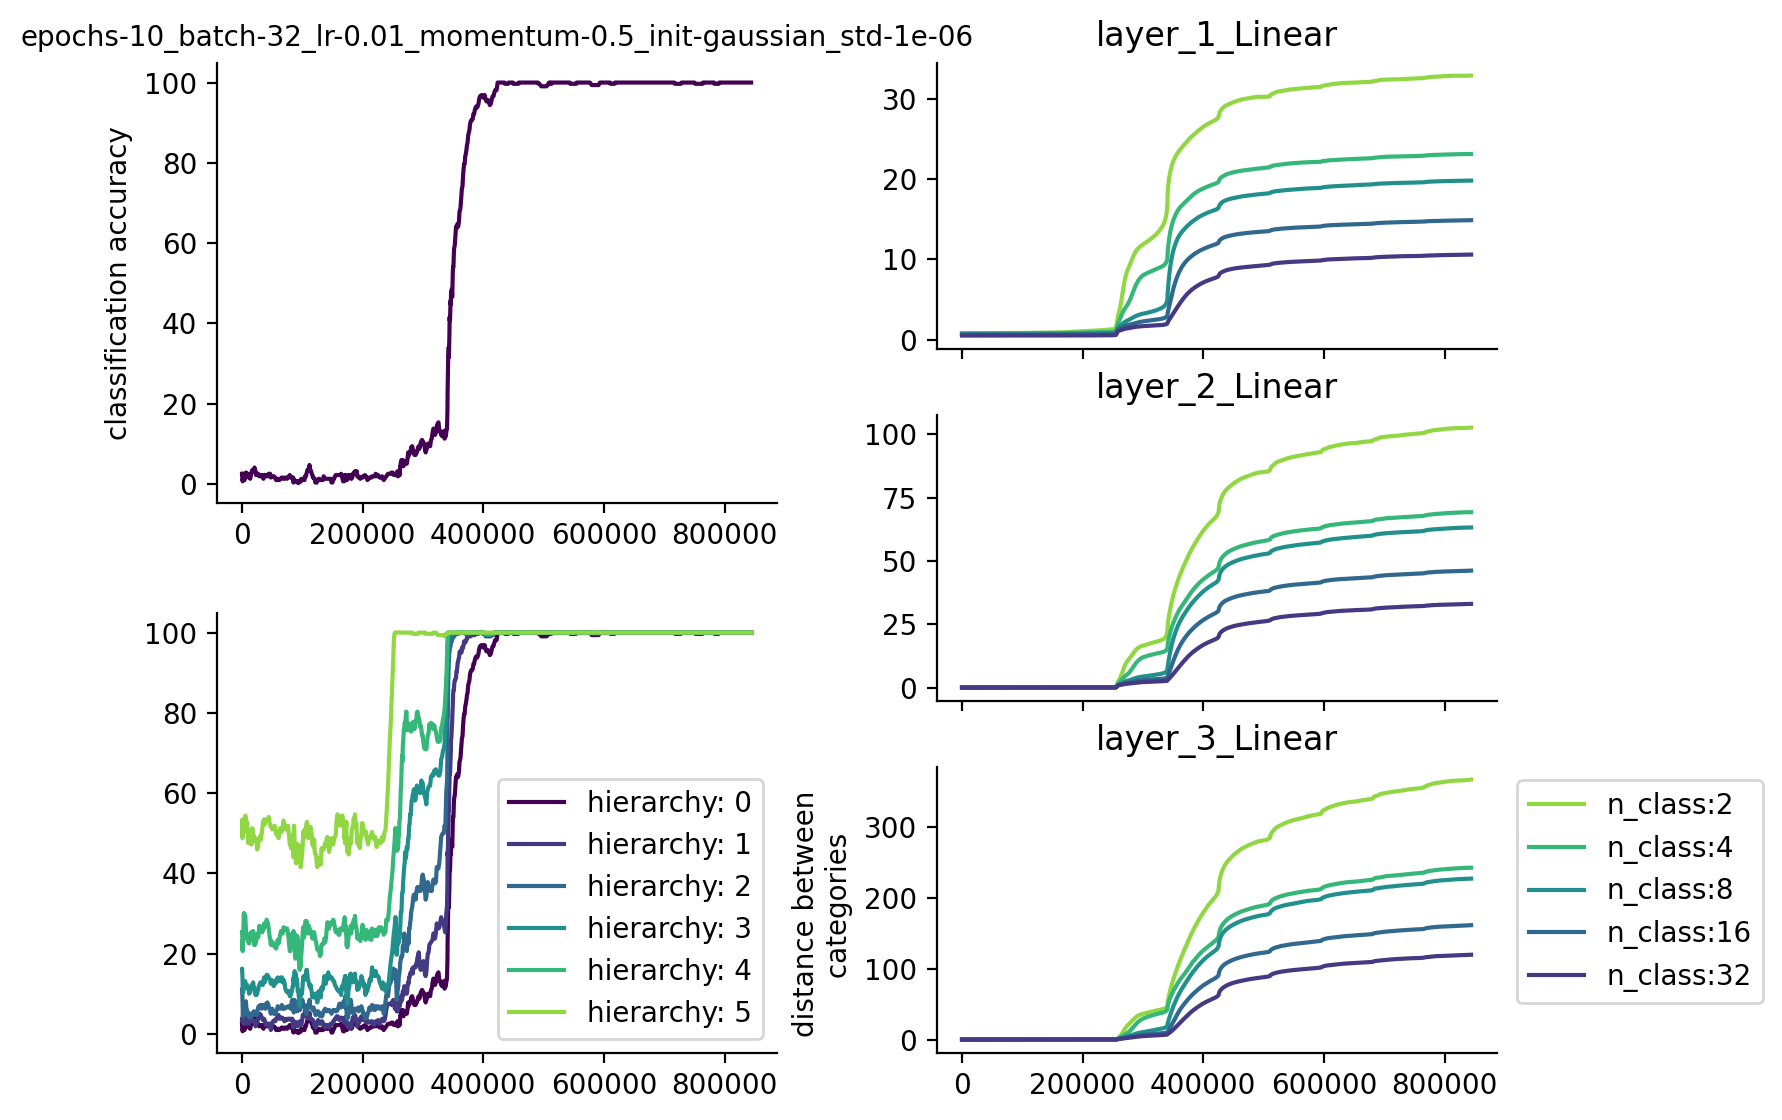 epochs-10_batch-32_lr-0.01_momentum-0.5_init-gaussian_std-1e-06
classification accuracy
100
80
60
40
20
0
0 200000 400000 600000 800000
100
80
60
40
20
0
hierarchy: 0
hierarchy: 1
hierarchy: 2
hierarchy: 3
hierarchy: 4
hierarchy: 5
0 200000 400000 600000 800000
layer_1_Linear
30
20
10
0
layer_2_Linear
100
75
50
25
0
layer_3_Linear
distance between
categories
300
200
100
0
0 200000 400000 600000 800000
n_class:2
n_class:4
n_class:8
n_class:16
n_class:32